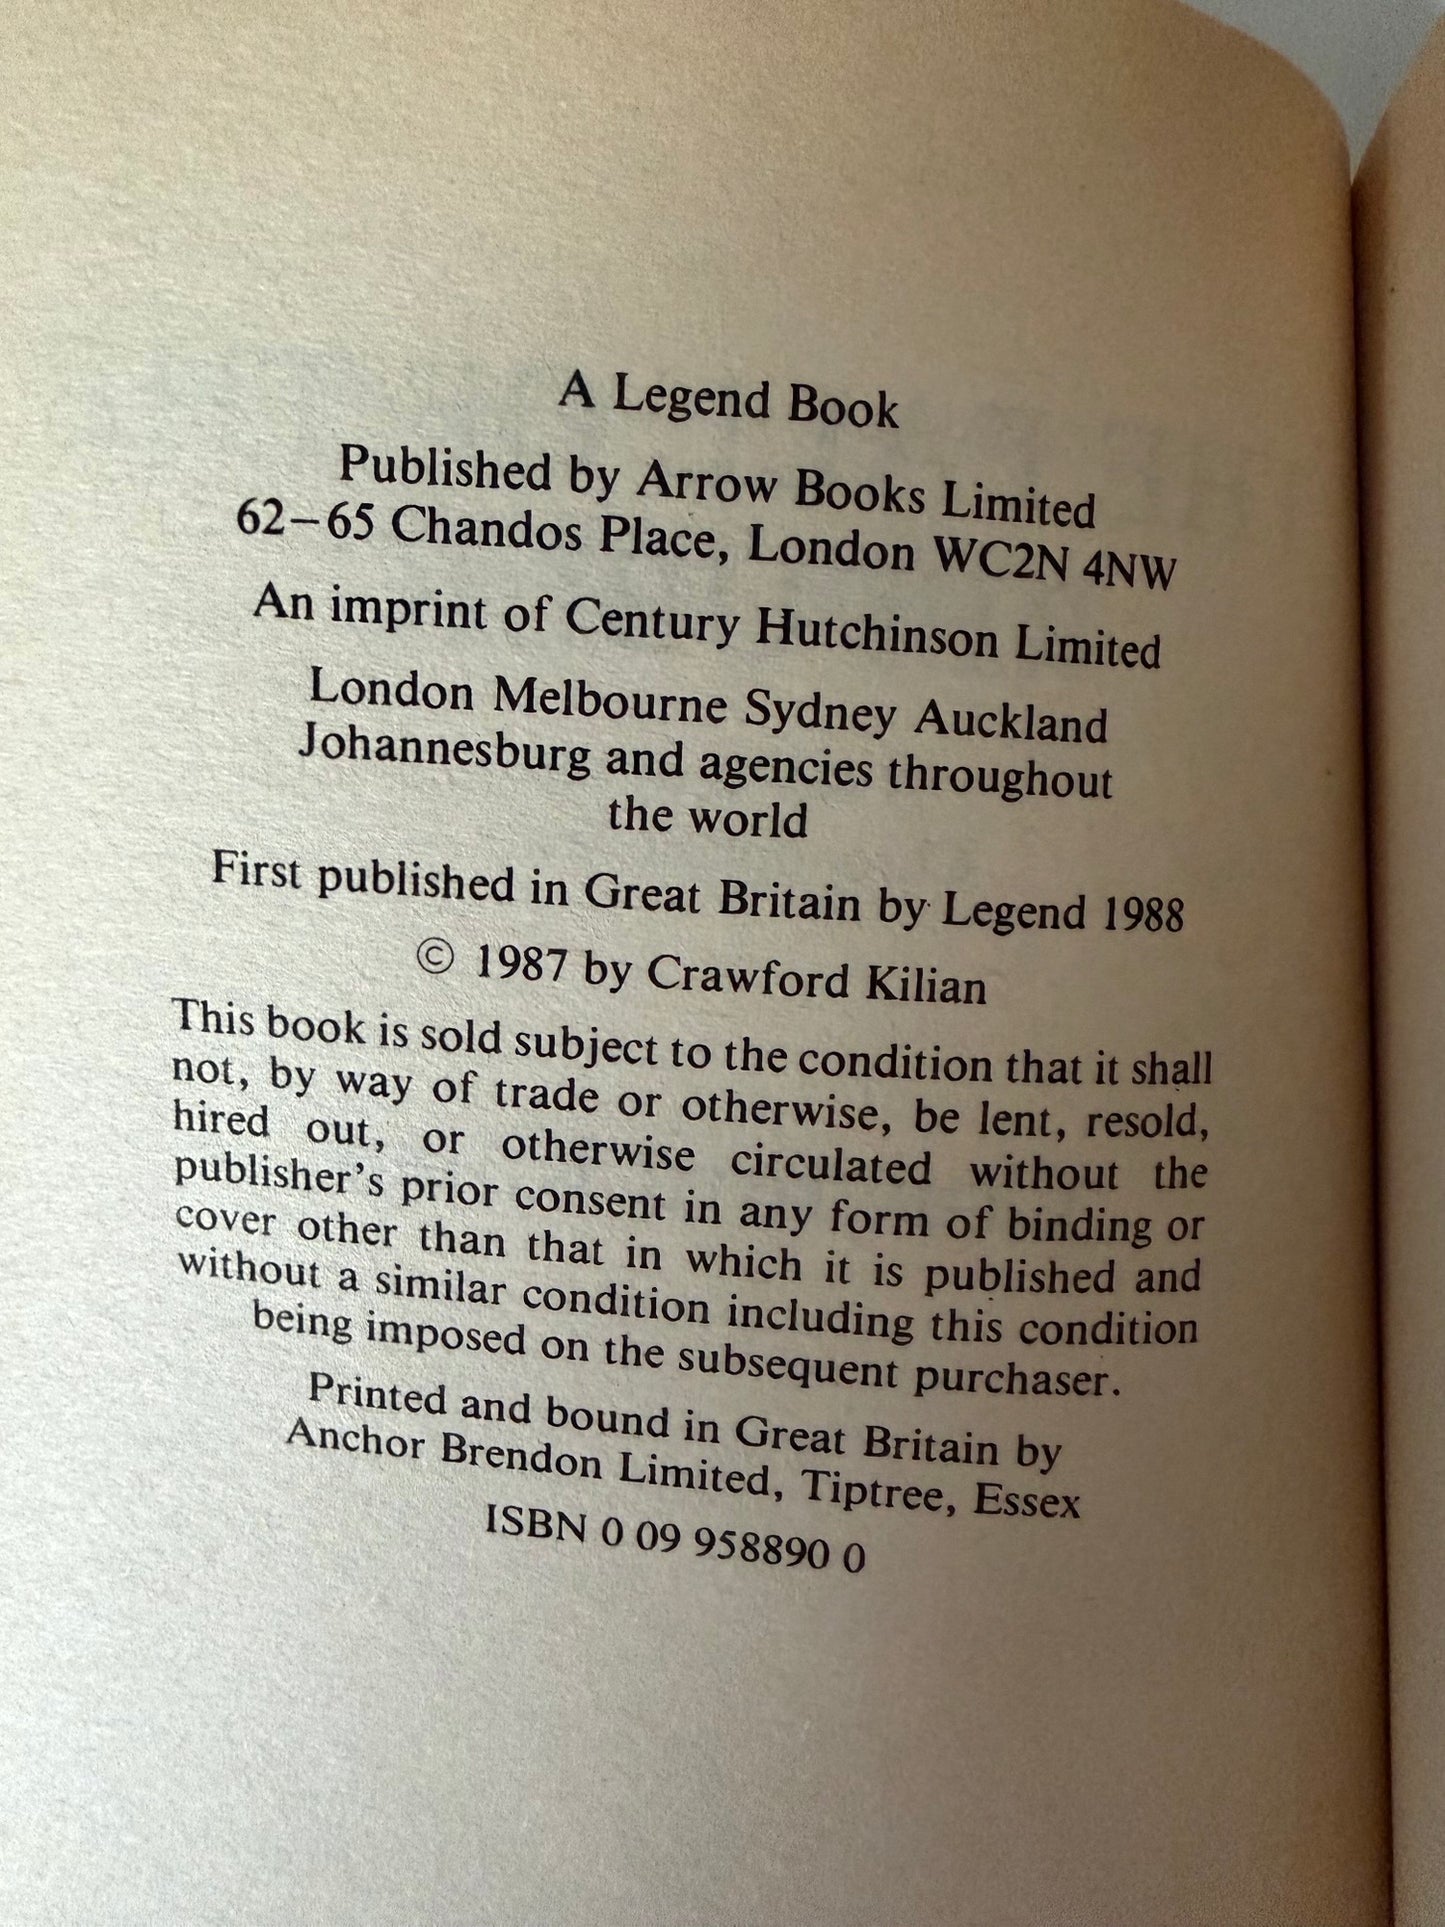 A Legend Book
Published by Arrow Books Limited
62–65 Chandos Place, London WC2N 4NW
An imprint of Century Hutchinson Limited
London Melbourne Sydney Auckland
Johannesburg and agencies throughout
the world
First published in Great Britain by Legend 1988
© 1987 by Crawford Kilian
This book is sold subject to the condition that it shall
not, by way of trade or otherwise, be lent, resold,
hired out, or otherwise circulated without the
publisher's prior consent in any form of binding or
cover other than that in which it is published and
without a similar condition including this condition
being imposed on the subsequent purchaser.
Printed and bound in Great Britain by
Anchor Brendon Limited, Tiptree, Essex
ISBN 0 09 958890 0